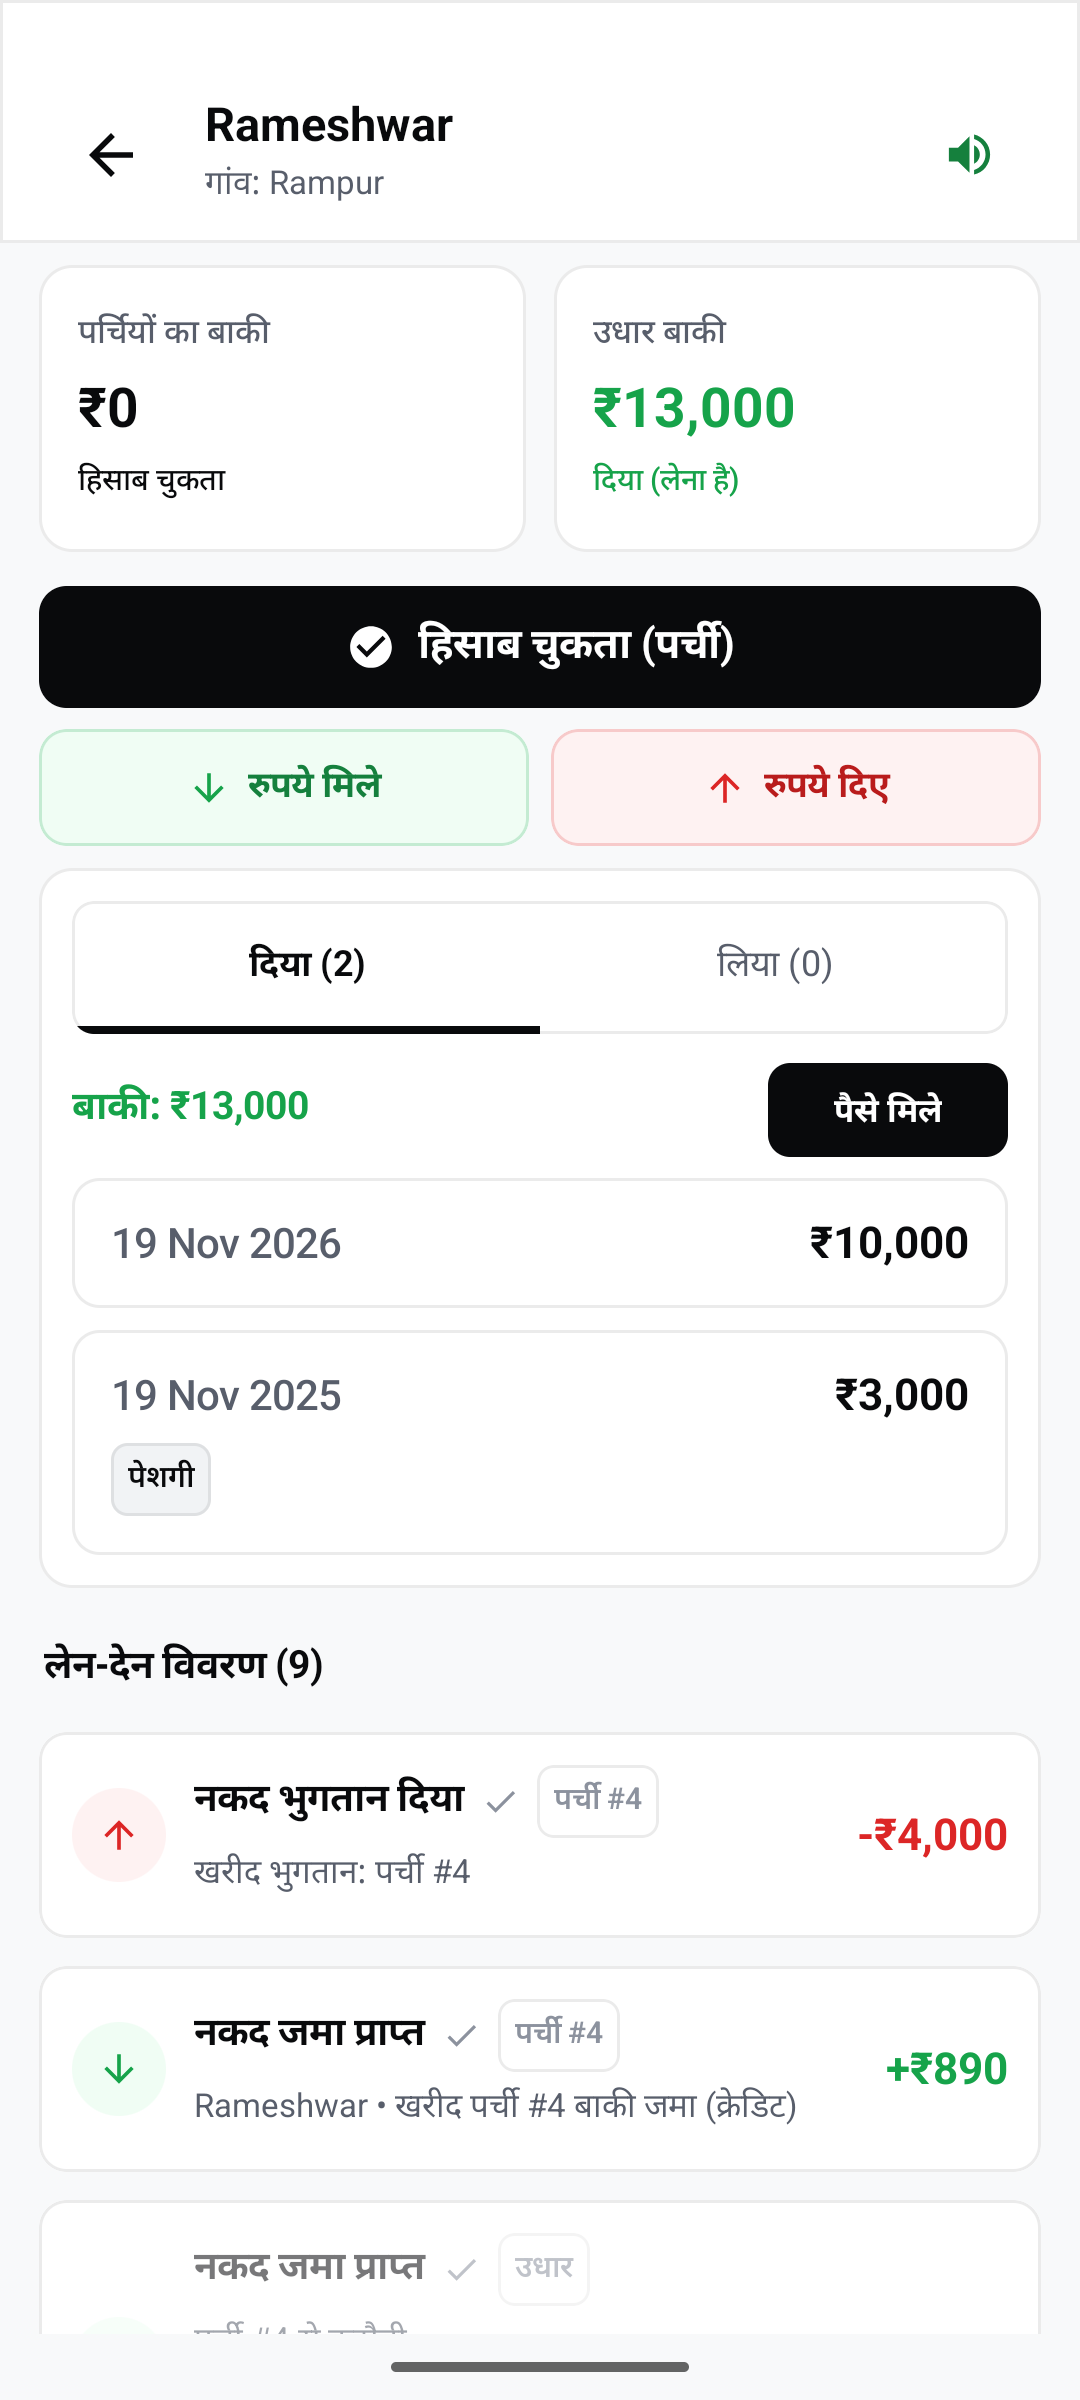 Rameshwar
गांव: Rampur
पर्चियों का बाकी
₹0
हिसाब चुकता
उधार बाकी
₹13,000
दिया (लेना है)
हिसाब चुकता (पर्ची)
रुपये मिले
रुपये दिए
दिया (2)
लिया (0)
बाकी: ₹13,000
पैसे मिले
19 Nov 2026
₹10,000
19 Nov 2025
₹3,000
पेशगी
लेन-देन विवरण (9)
नकद भुगतान दिया
पर्ची #4
खरीद भुगतान: पर्ची #4
-₹4,000
नकद जमा प्राप्त
पर्ची #4
Rameshwar • खरीद पर्ची #4 बाकी जमा (क्रेडिट)
+₹890
नकद जमा प्राप्त
उधार
पर्ची #4 से